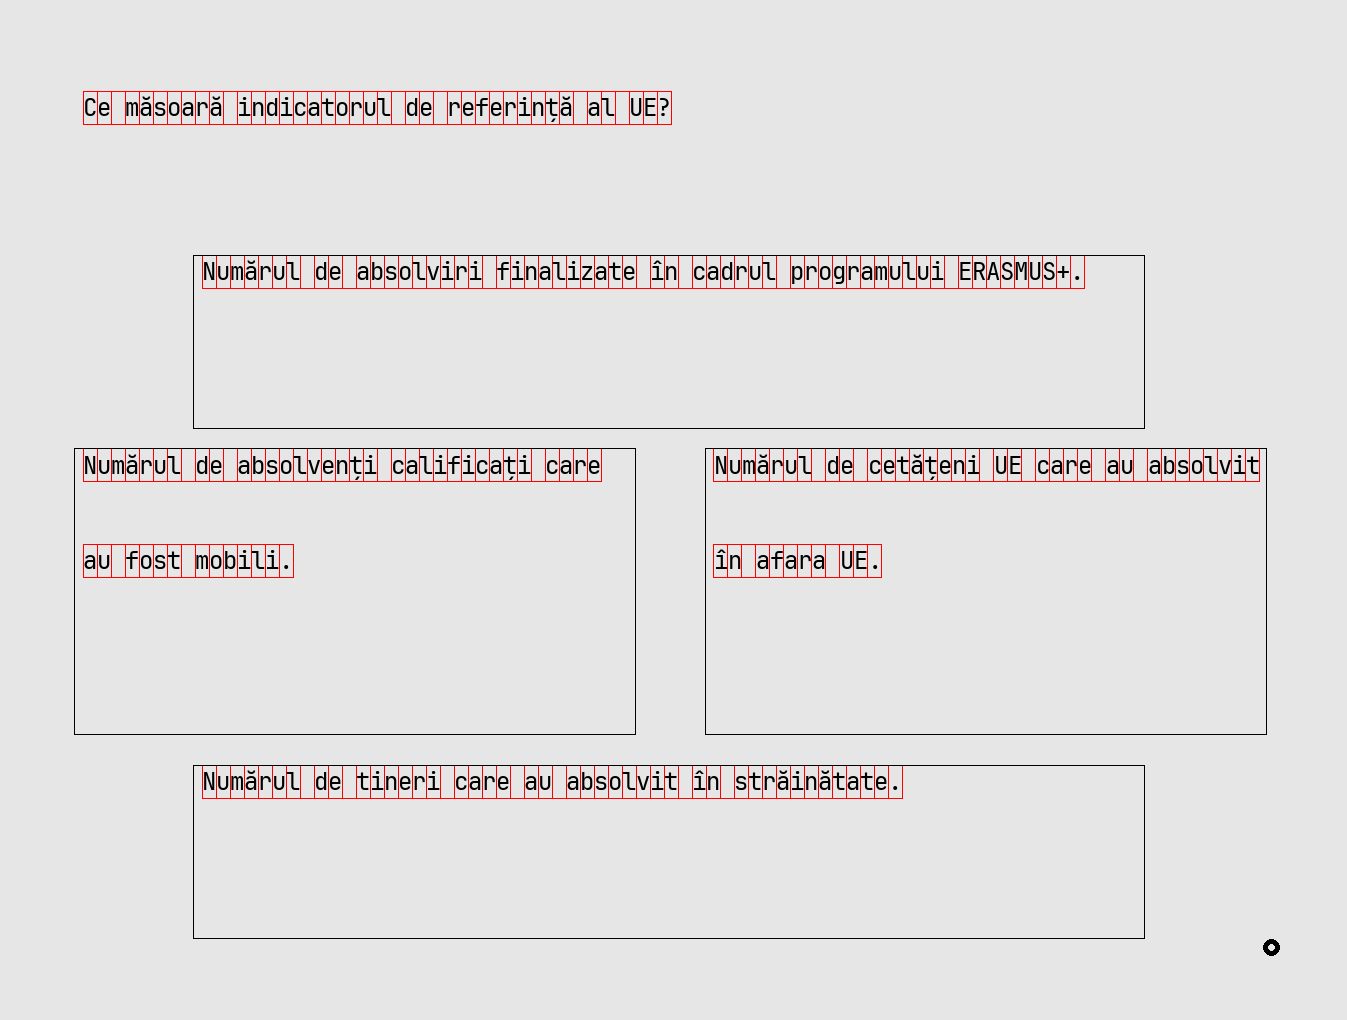 Ce măsoară indicatorul de referință al UE?
Numărul de absolviri finalizate în cadrul programului ERASMUS+.
Numărul de absolvenți calificați care
au fost mobili.
Numărul de cetățeni UE care au absolvit
în afara UE.
Numărul de tineri care au absolvit în străinătate.